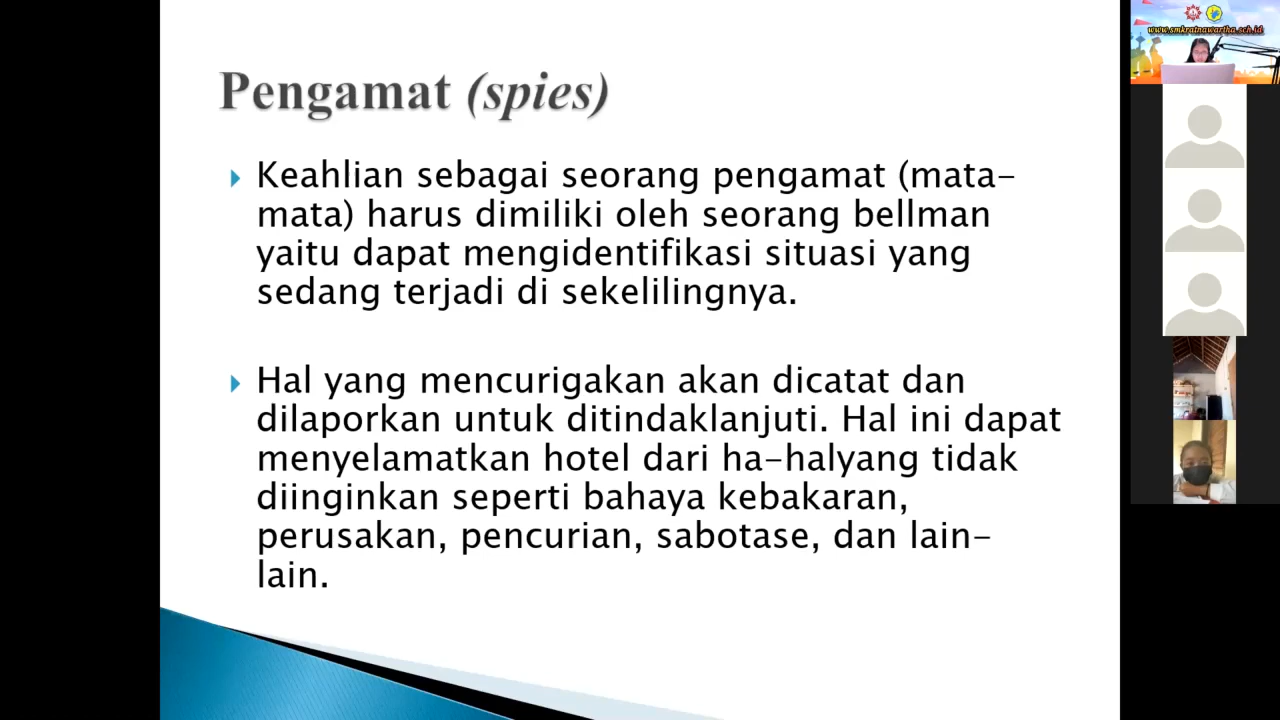 Pengamat (spies)
Keahlian sebagai seorang pengamat (mata-
mata) harus dimiliki oleh seorang bellman
yaitu dapat mengidentifikasi situasi yang
sedang terjadi di sekelilingnya.
Hal yang mencurigakan akan dicatat dan
dilaporkan untuk ditindaklanjuti. Hal ini dapat
menyelamatkan hotel dari ha-halyang tidak
diinginkan seperti bahaya kebakaran,
perusakan, pencurian, sabotase, dan lain-
lain.
www.smkratnawartha.sch.id